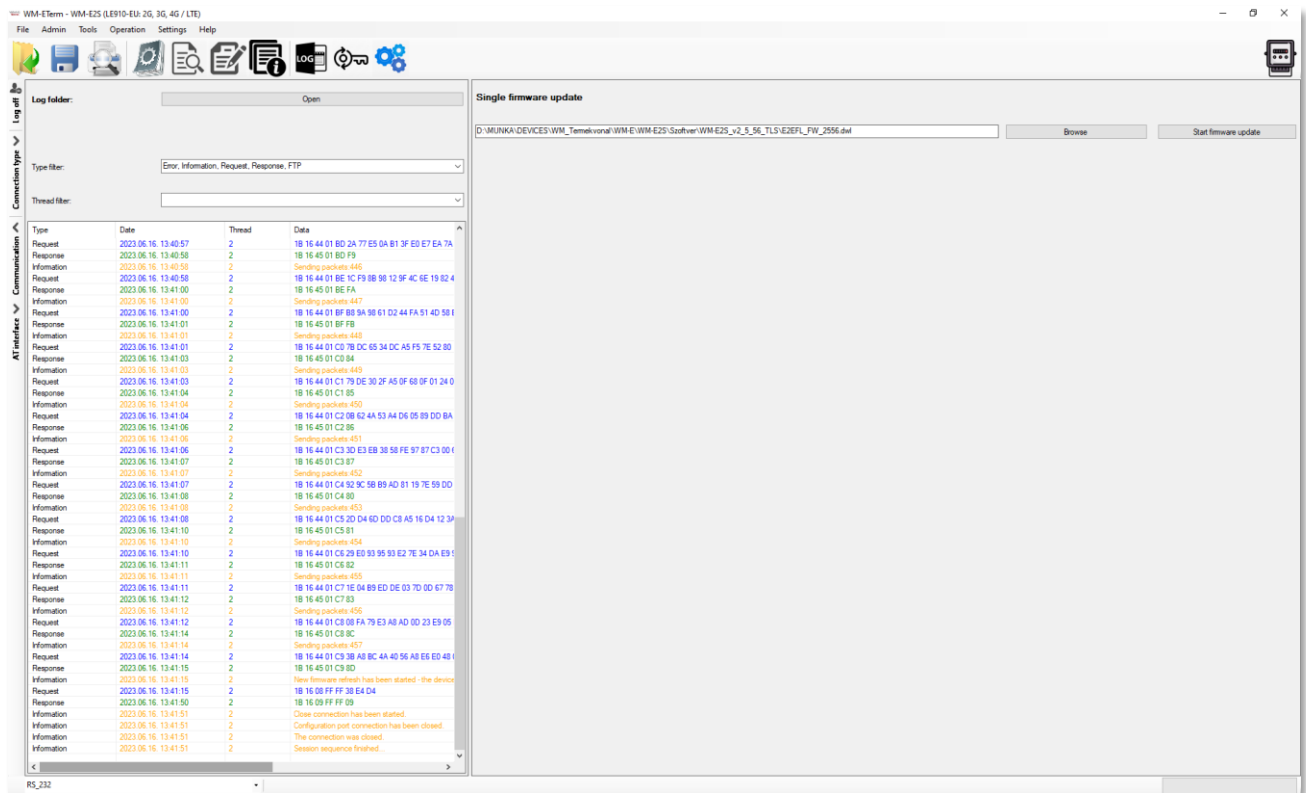 WM-ETerm - WM-E2S (LE910-EU: 2G, 3G, 4G / LTE)
File Admin Tools Operation Settings Help
LOG
Log off
Connection type
Communication
AT interface
Log folder:
Open
Type filter:
Error, Information, Request, Response, FTP
Thread filter:
Type Date Thread Data
Request 2023.06.16. 13:40:57 2 1B 16 44 01 BD 2A 77 E5 0A B1 3F E0 E7 EA 7A
Response 2023.06.16. 13:40:58 2 1B 16 45 01 BD F9
Information 2023.06.16. 13:40:58 2 Sending packets:446
Request 2023.06.16. 13:40:58 2 1B 16 44 01 BE 1C F9 8B 98 12 9F 4C 6E 19 82 4
Response 2023.06.16. 13:41:00 2 1B 16 45 01 BE FA
Information 2023.06.16. 13:41:00 2 Sending packets:447
Request 2023.06.16. 13:41:00 2 1B 16 44 01 BF B8 9A 98 61 D2 44 FA 51 4D 58
Response 2023.06.16. 13:41:01 2 1B 16 45 01 BF FB
Information 2023.06.16. 13:41:01 2 Sending packets:448
Request 2023.06.16. 13:41:01 2 1B 16 44 01 C0 7B DC 65 34 DC A5 F5 7E 52 80
Response 2023.06.16. 13:41:03 2 1B 16 45 01 C0 84
Information 2023.06.16. 13:41:03 2 Sending packets:449
Request 2023.06.16. 13:41:03 2 1B 16 44 01 C1 79 DE 30 2F A5 0F 68 0F 01 24 0
Response 2023.06.16. 13:41:04 2 1B 16 45 01 C1 85
Information 2023.06.16. 13:41:04 2 Sending packets:450
Request 2023.06.16. 13:41:04 2 1B 16 44 01 C2 0B 62 4A 53 A4 D6 05 89 DD BA
Response 2023.06.16. 13:41:06 2 1B 16 45 01 C2 86
Information 2023.06.16. 13:41:06 2 Sending packets:451
Request 2023.06.16. 13:41:06 2 1B 16 44 01 C3 3D E3 EB 38 58 FE 97 87 C3 00
Response 2023.06.16. 13:41:07 2 1B 16 45 01 C3 87
Information 2023.06.16. 13:41:07 2 Sending packets:452
Request 2023.06.16. 13:41:07 2 1B 16 44 01 C4 92 9C 5B B9 AD 81 19 7E 59 DD
Response 2023.06.16. 13:41:08 2 1B 16 45 01 C4 80
Information 2023.06.16. 13:41:08 2 Sending packets:453
Request 2023.06.16. 13:41:08 2 1B 16 44 01 C5 2D D4 6D DD C8 A5 16 D4 12 3A
Response 2023.06.16. 13:41:10 2 1B 16 45 01 C5 81
Information 2023.06.16. 13:41:10 2 Sending packets:454
Request 2023.06.16. 13:41:10 2 1B 16 44 01 C6 29 E0 93 95 93 E2 7E 34 DA E9
Response 2023.06.16. 13:41:11 2 1B 16 45 01 C6 82
Information 2023.06.16. 13:41:11 2 Sending packets:455
Request 2023.06.16. 13:41:11 2 1B 16 44 01 C7 1E 04 B9 ED DE 03 7D 0D 67 78
Response 2023.06.16. 13:41:12 2 1B 16 45 01 C7 83
Information 2023.06.16. 13:41:12 2 Sending packets:456
Request 2023.06.16. 13:41:12 2 1B 16 44 01 C8 08 FA 79 E3 A8 AD 0D 23 E9 05
Response 2023.06.16. 13:41:14 2 1B 16 45 01 C8 8C
Information 2023.06.16. 13:41:14 2 Sending packets:457
Request 2023.06.16. 13:41:14 2 1B 16 44 01 C9 3B A8 BC 4A 40 56 A8 E6 E0 48
Response 2023.06.16. 13:41:15 2 1B 16 45 01 C9 8D
Information 2023.06.16. 13:41:15 2 New firmware refresh has been started - the device
Request 2023.06.16. 13:41:15 2 1B 16 08 FF FF 38 E4 D4
Response 2023.06.16. 13:41:50 2 1B 16 09 FF FF 09
Information 2023.06.16. 13:41:51 2 Close connection has been started.
Information 2023.06.16. 13:41:51 2 Configuration port connection has been closed.
Information 2023.06.16. 13:41:51 2 The connection was closed.
Information 2023.06.16. 13:41:51 2 Session sequence finished...
RS_232
Single firmware update
D:\MUNKA\DEVICES\WM_Termekvonal\WM-E\WM-E2S\Szoftver\WM-E2S_v2_5_56_TLS\E2EFL_FW_2556.dwl
Browse
Start firmware update